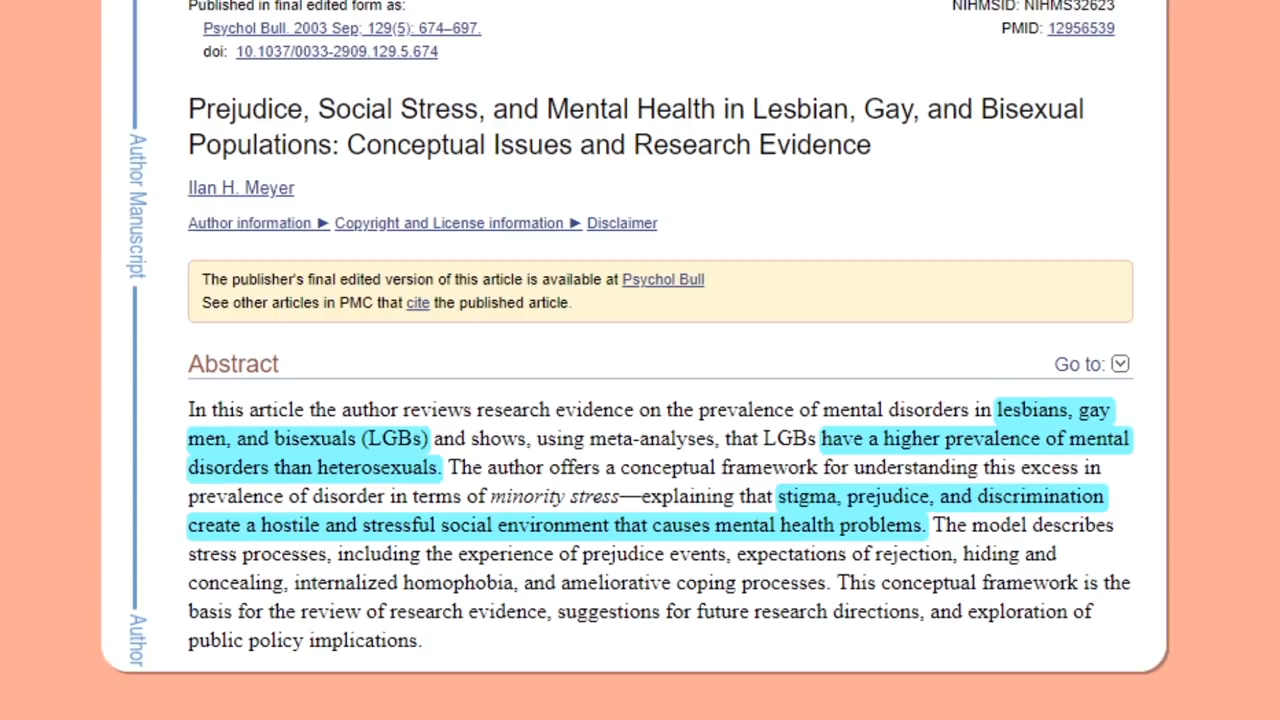 Published in final edited form as:
NIHMSID: NIHMS32623
Psychol Bull. 2003 Sep; 129(5): 674–697.
PMID: 12956539
doi: 10.1037/0033-2909.129.5.674
Prejudice, Social Stress, and Mental Health in Lesbian, Gay, and Bisexual
Populations: Conceptual Issues and Research Evidence
Ilan H. Meyer
Author information ► Copyright and License information ► Disclaimer
The publisher's final edited version of this article is available at Psychol Bull
See other articles in PMC that cite the published article.
Abstract
Go to:
In this article the author reviews research evidence on the prevalence of mental disorders in lesbians, gay
men, and bisexuals (LGBs) and shows, using meta-analyses, that LGBs have a higher prevalence of mental
disorders than heterosexuals. The author offers a conceptual framework for understanding this excess in
prevalence of disorder in terms of minority stress—explaining that stigma, prejudice, and discrimination
create a hostile and stressful social environment that causes mental health problems. The model describes
stress processes, including the experience of prejudice events, expectations of rejection, hiding and
concealing, internalized homophobia, and ameliorative coping processes. This conceptual framework is the
basis for the review of research evidence, suggestions for future research directions, and exploration of
public policy implications.
Author Manuscript
Author